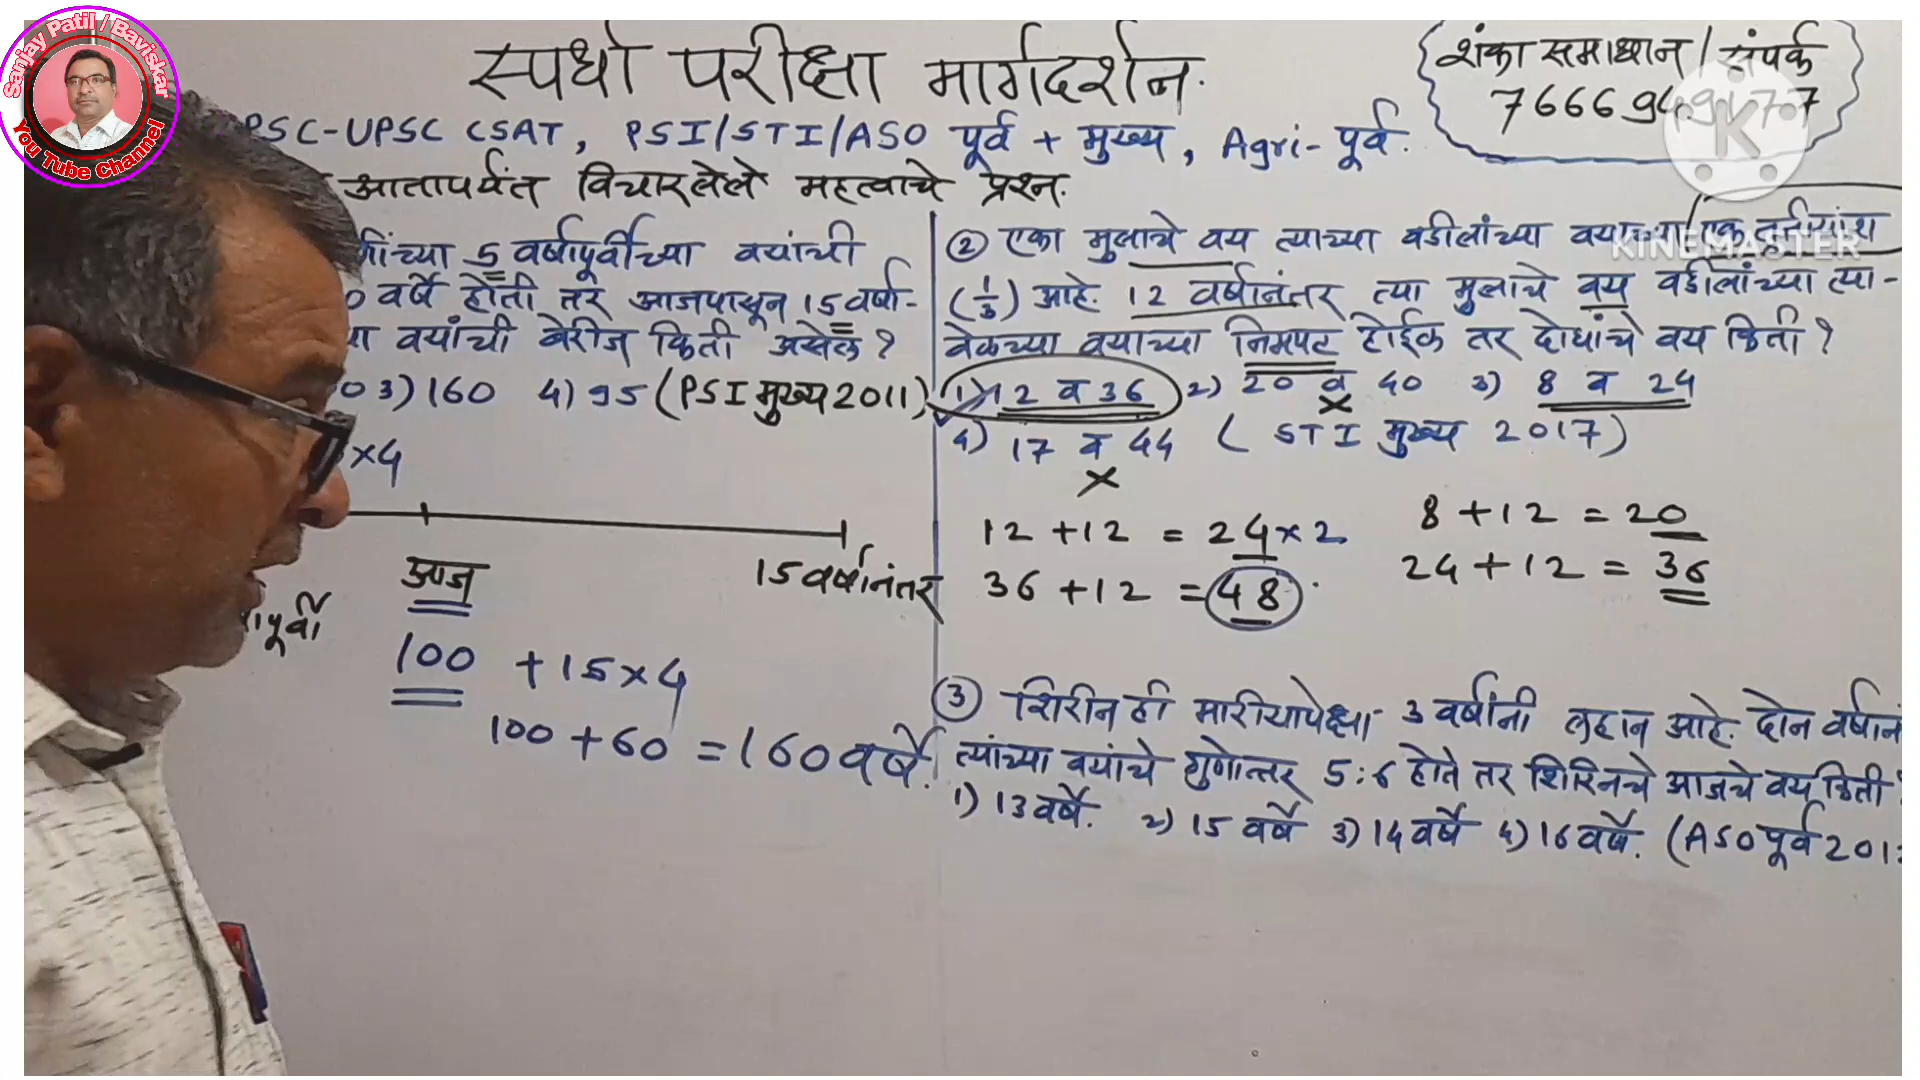 Sanjay Patil / Baviskar
You Tube Channel
स्पर्धा परीक्षा मार्गदर्शन.
शंका समाधान / संपर्क
7666949177
PSC-UPSC CSAT, PSI/STI/ASO पूर्व + मुख्य, Agri-पूर्व.
आतापर्यंत विचारलेले महत्वाचे प्रश्न.
KINEMASTER
च्या 5 वर्षापूर्वीच्या वयांची
0 वर्षे होती तर आजपासून 15 वर्षा-
वयांची बेरीज किती असेल?
0 3) 160 4) 95 (PSI मुख्य 2011)
×4
आज
15 वर्षानंतर
पूर्वी
100 + 15×4
100 + 60 = 160 वर्षे.
② एका मुलाचे वय त्याच्या वडीलांच्या वयाच्या एक तृतीयांश
(1/3) आहे. 12 वर्षानंतर त्या मुलाचे वय वडीलांच्या त्या-
वेळच्या वयाच्या निमपट होईल तर दोघांचे वय किती?
1) 12 व 36 2) 20 व 40 3) 8 व 24
4) 17 व 44 (STI मुख्य 2017)
12 + 12 = 24 × 2
36 + 12 = 48
8 + 12 = 20
24 + 12 = 36
③ शिरीन ही मारीयापेक्षा 3 वर्षांनी लहान आहे. दोन वर्षानं
त्यांच्या वयांचे गुणोत्तर 5:6 होते तर शिरिनचे आजचे वय किती?
1) 13 वर्षे. 2) 15 वर्षे 3) 14 वर्षे 4) 16 वर्षे. (ASO पूर्व 201